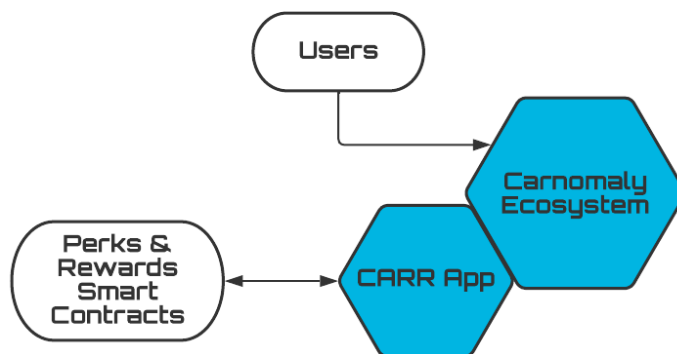 Users
Carnomaly
Ecosystem
Perks &
Rewards
Smart
Contracts
CARR App